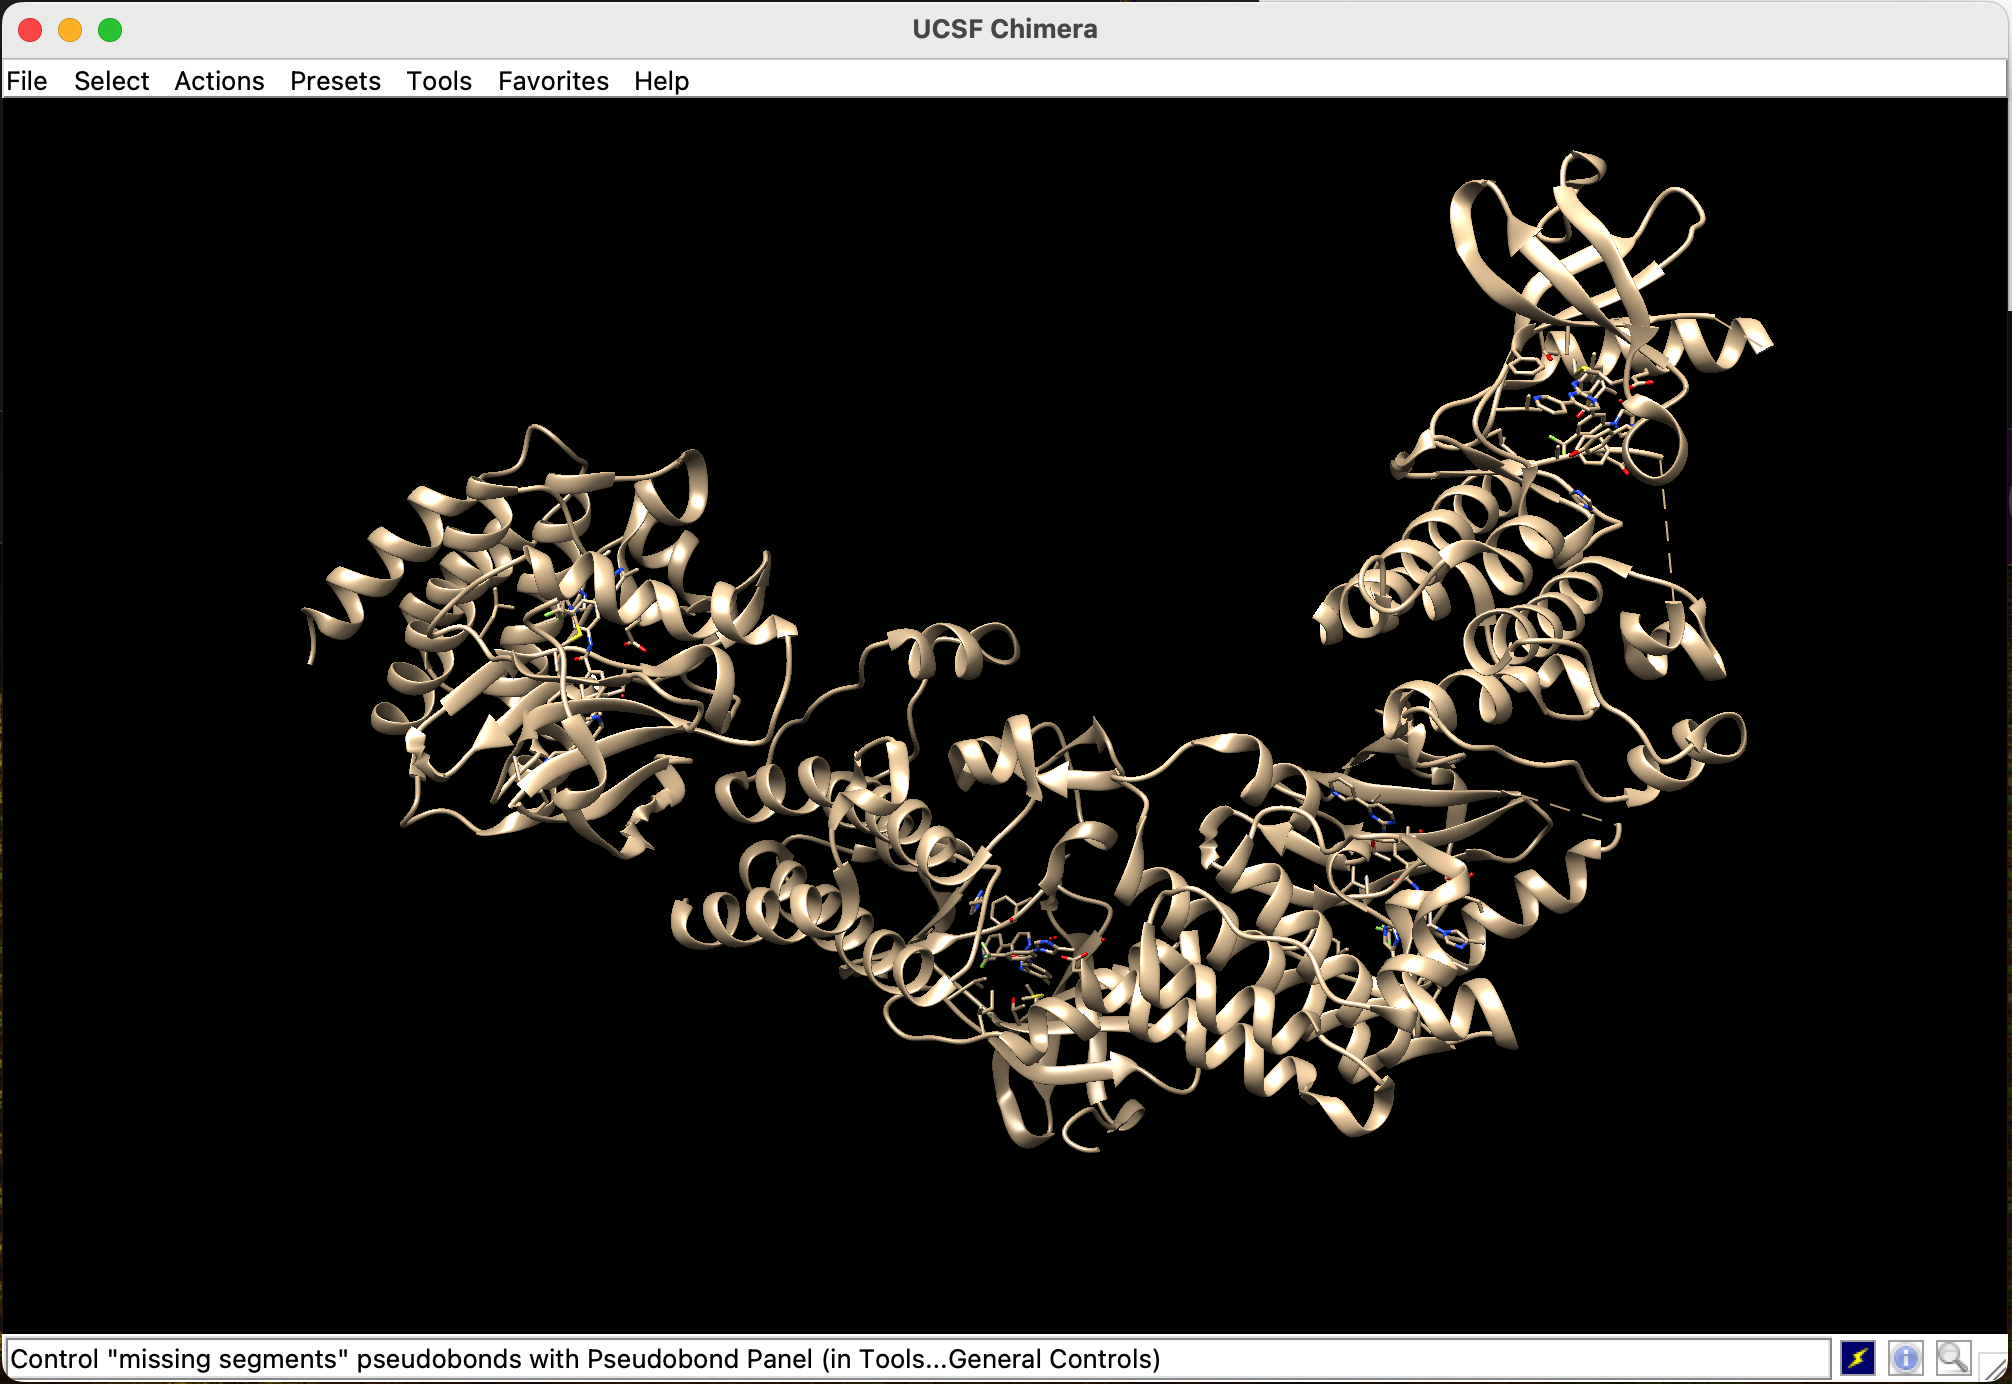 UCSF Chimera
File Select Actions Presets Tools Favorites Help
Control "missing segments" pseudobonds with Pseudobond Panel (in Tools...General Controls)